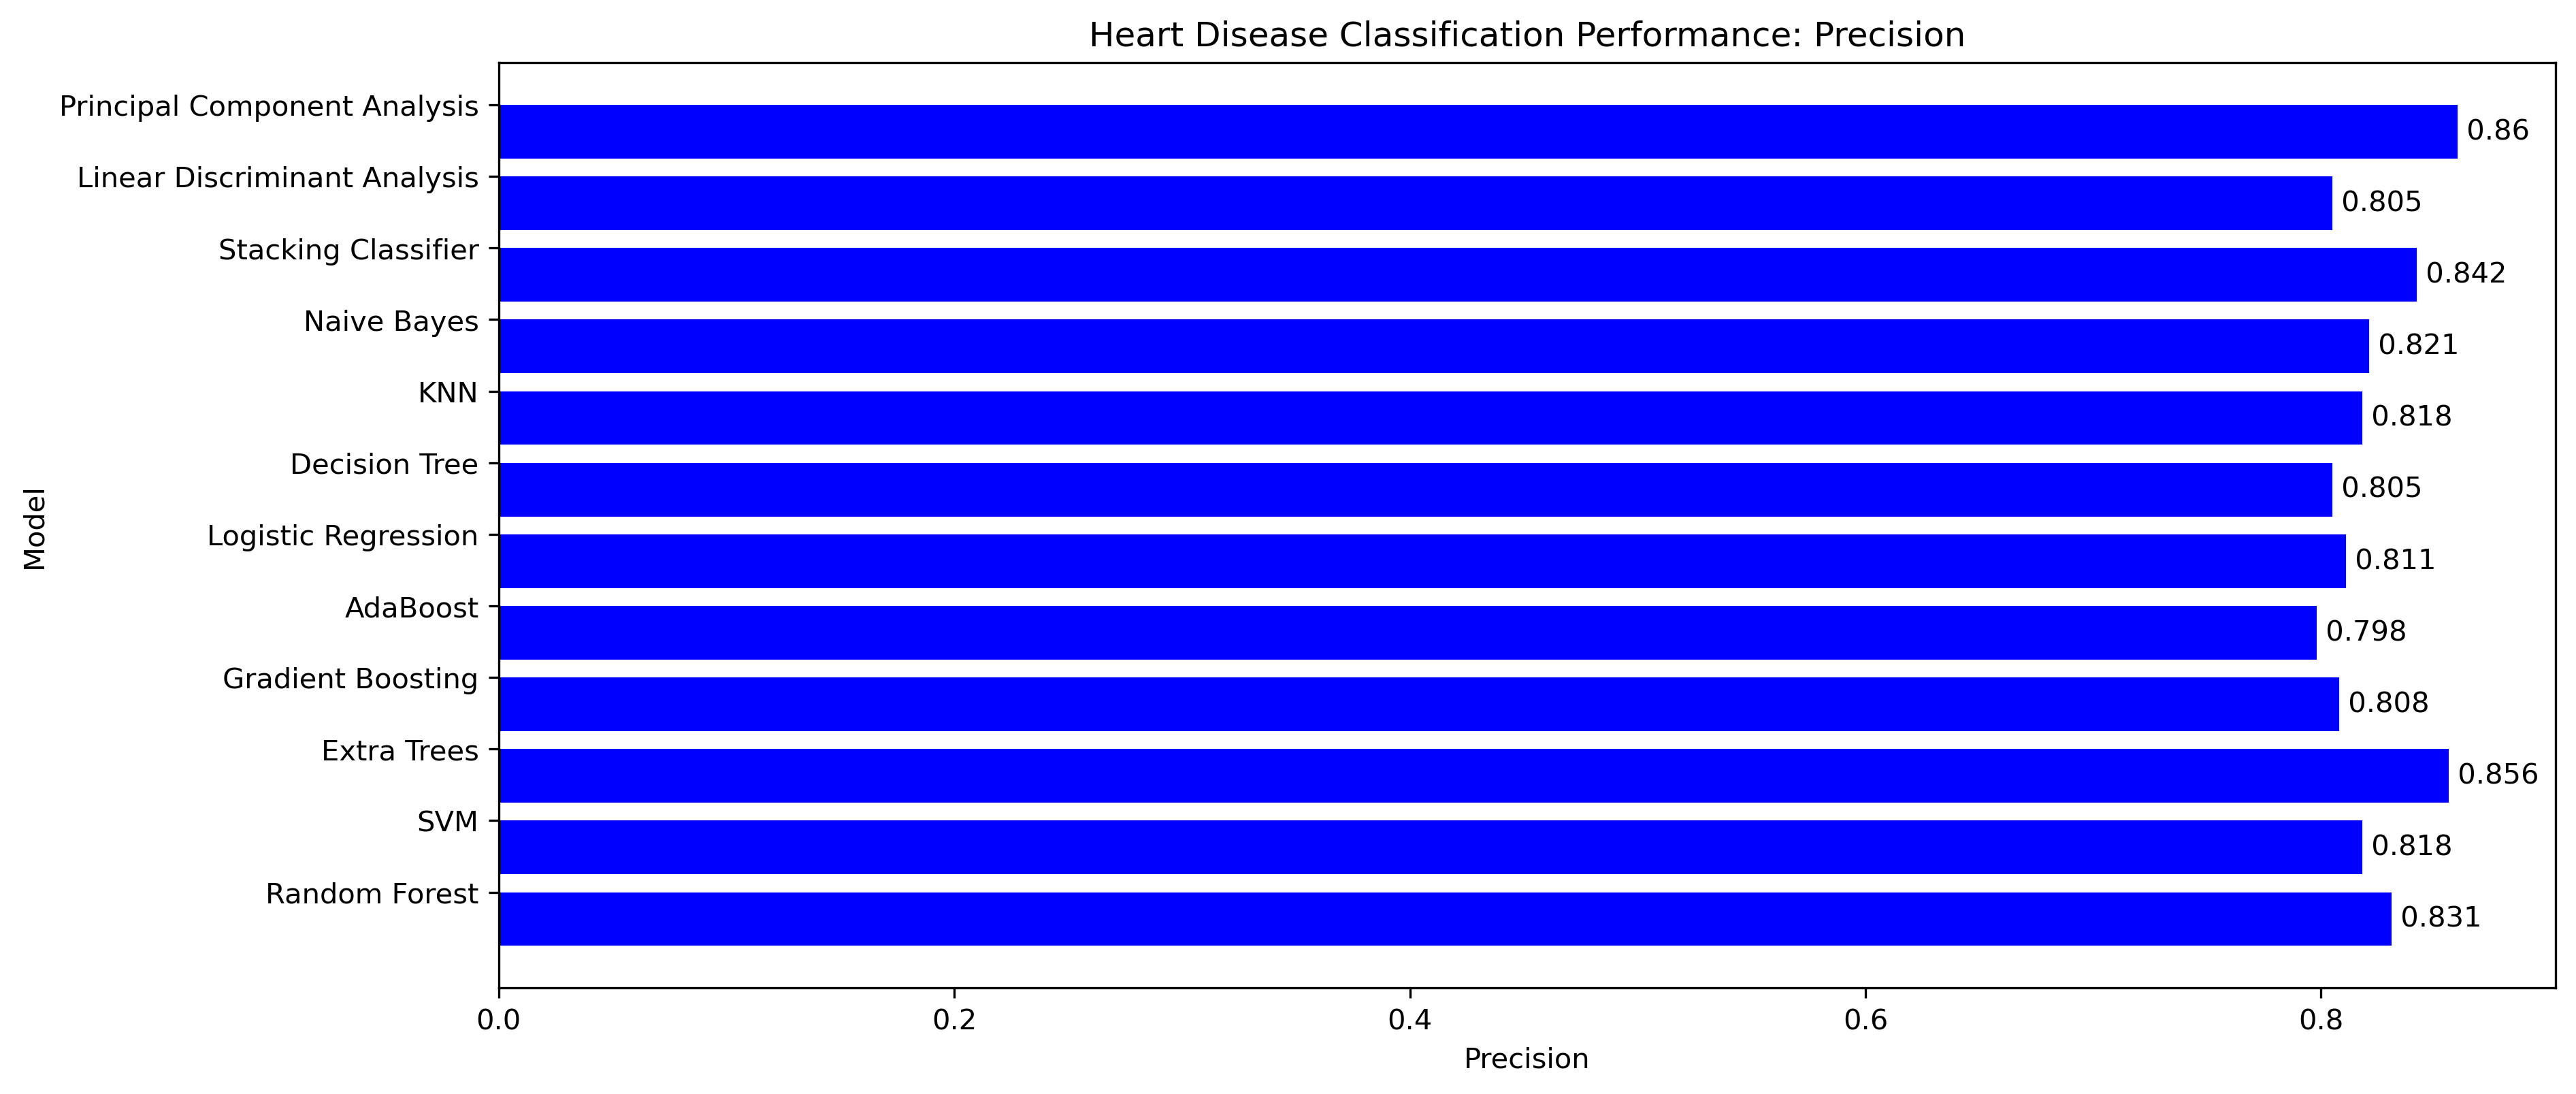 Heart Disease Classification Performance: Precision
Principal Component Analysis
0.86
Linear Discriminant Analysis
0.805
Stacking Classifier
0.842
Naive Bayes
0.821
KNN
0.818
Decision Tree
0.805
Logistic Regression
0.811
AdaBoost
0.798
Gradient Boosting
0.808
Extra Trees
0.856
SVM
0.818
Random Forest
0.831
Model
0.0 0.2 0.4 0.6 0.8
Precision